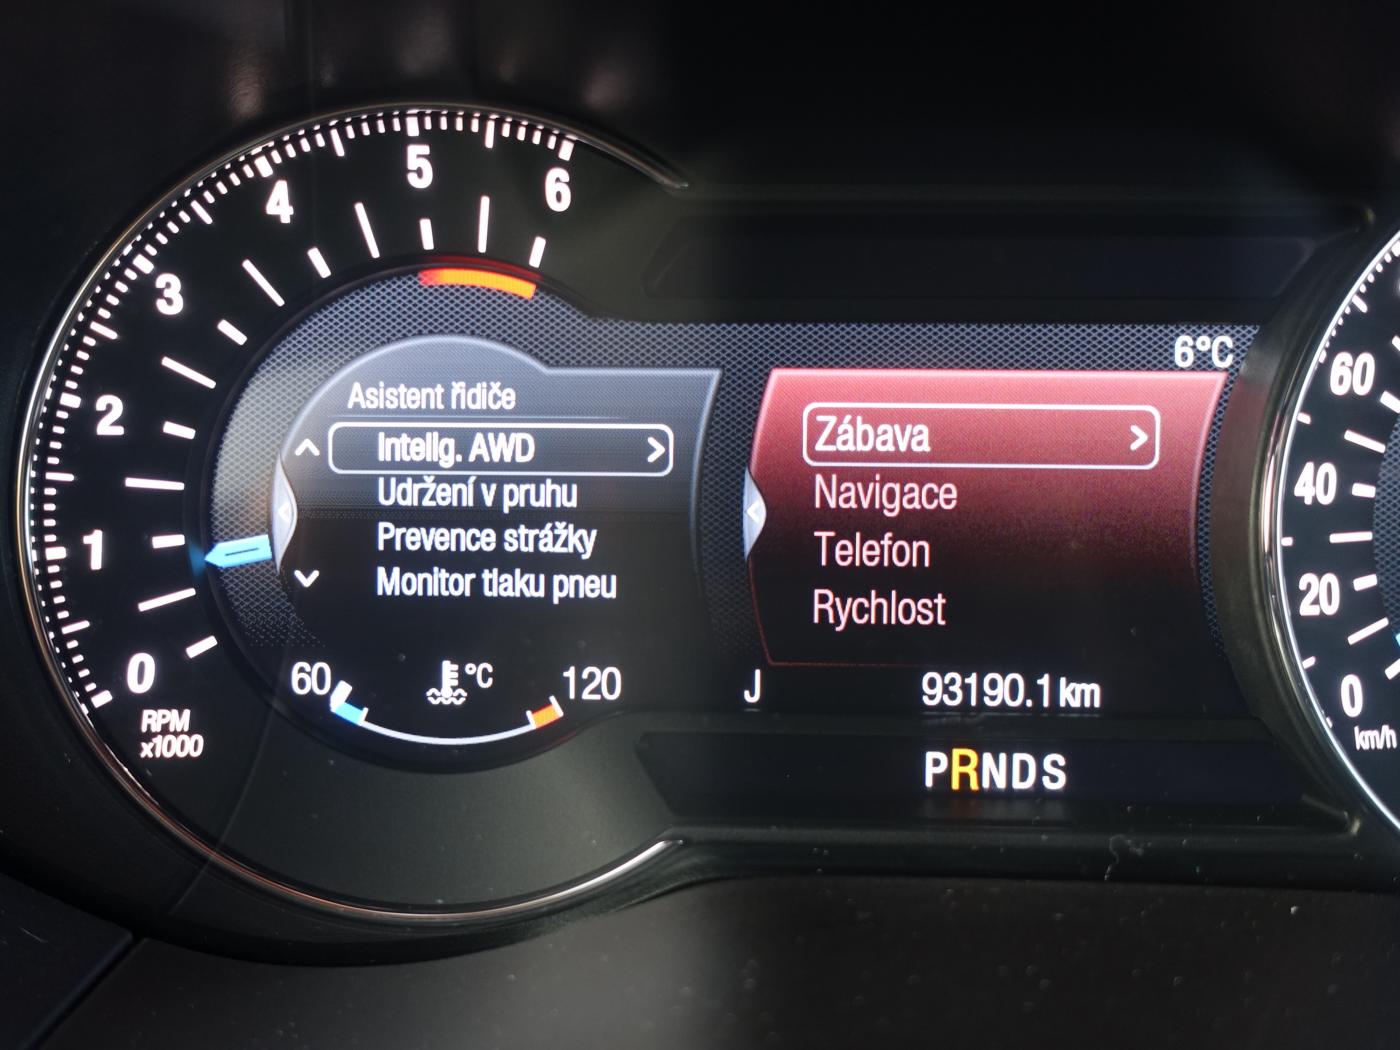 6
5
4
3
2
1
0
RPM
x1000
6°C
Asistent řidiče
Intelig. AWD
Udržení v pruhu
Prevence strážky
Monitor tlaku pneu
60
°C
120
Zábava
Navigace
Telefon
Rychlost
J
93190.1 km
PRNDS
60
40
20
0
km/h